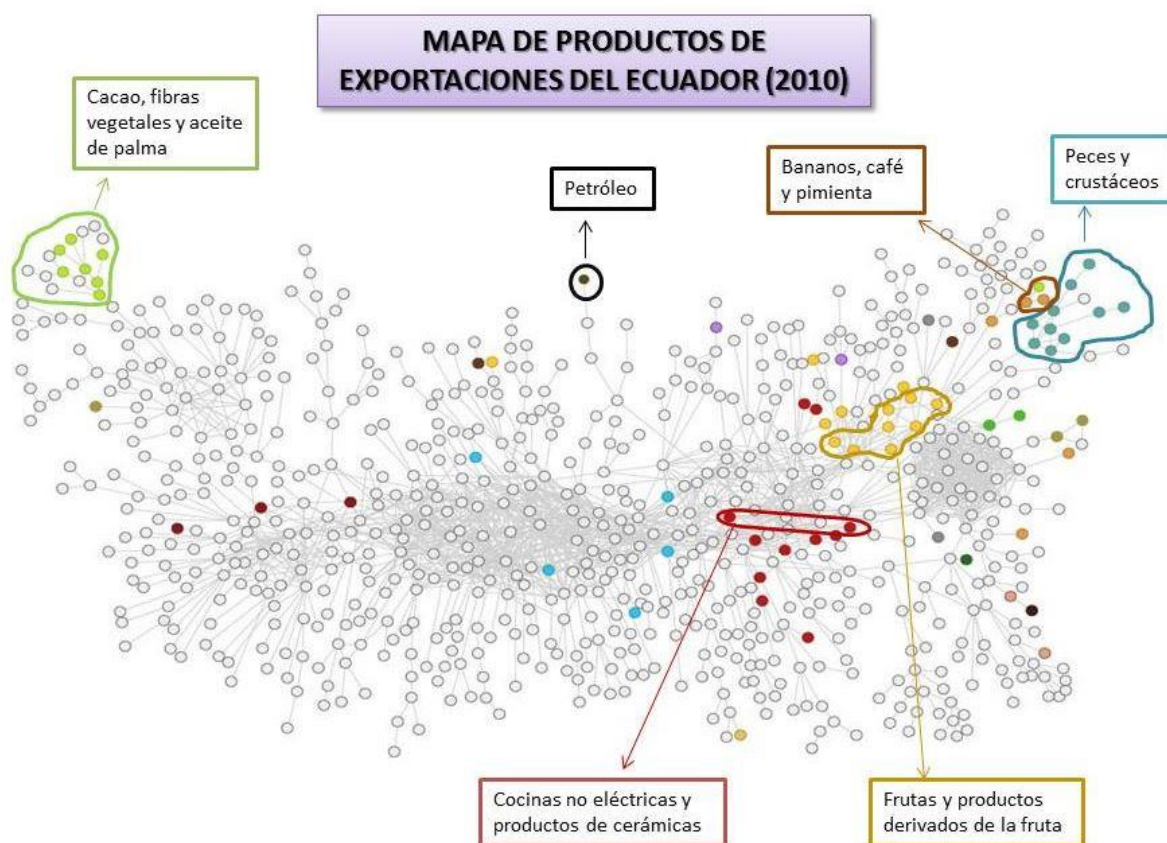 MAPA DE PRODUCTOS DE
EXPORTACIONES DEL ECUADOR (2010)
Cacao, fibras
vegetales y aceite
de palma
Petróleo
Bananos, café
y pimienta
Peces y
crustáceos
Cocinas no eléctricas y
productos de cerámicas
Frutas y productos
derivados de la fruta